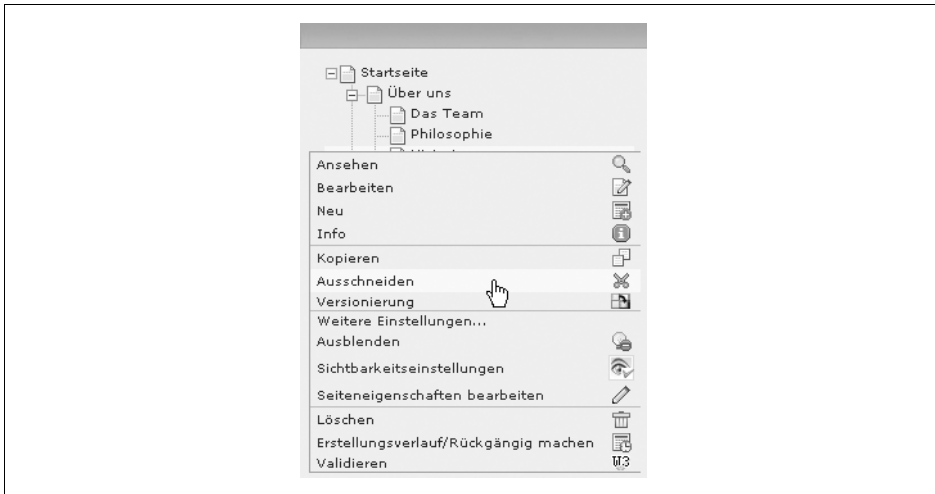 Startseite
Über uns
Das Team
Philosophie
Ansehen
Bearbeiten
Neu
Info
Kopieren
Ausschneiden
Versionierung
Weitere Einstellungen...
Ausblenden
Sichtbarkeitseinstellungen
Seiteneigenschaften bearbeiten
Löschen
Erstellungsverlauf/Rückgängig machen
Validieren W3